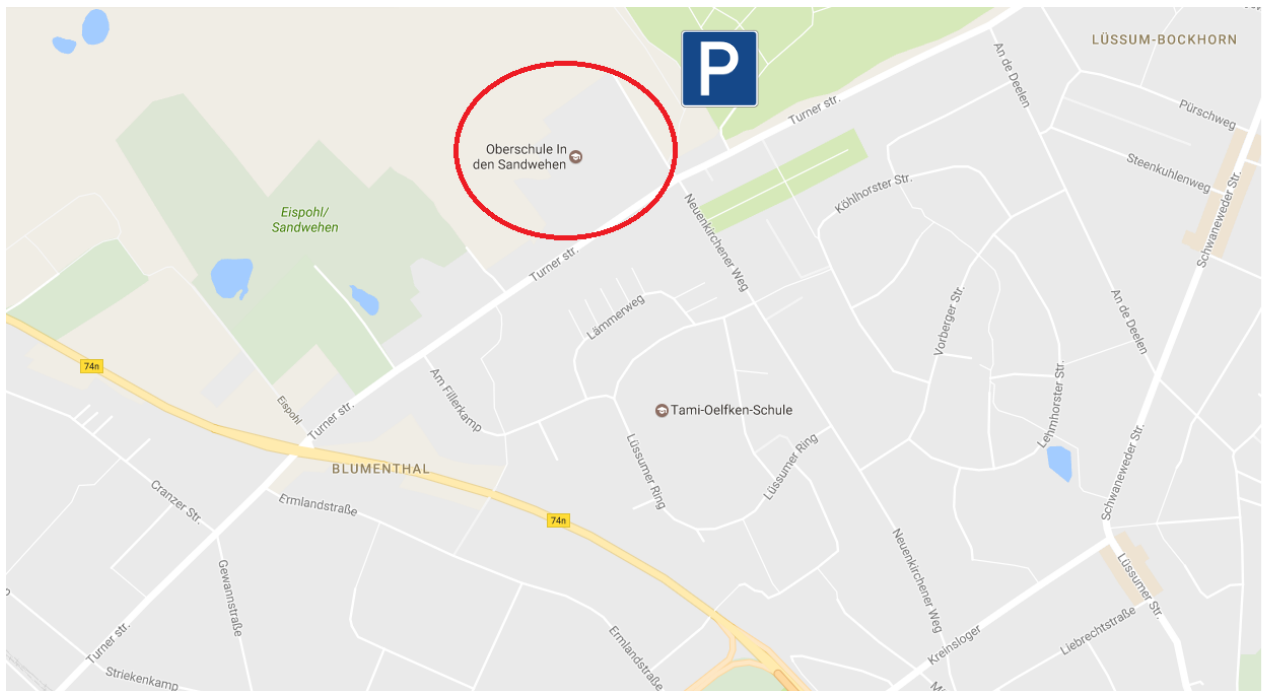 P
LÜSSUM-BOCKHORN
An de Deelen
Turner str.
Pürschweg
Oberschule In
den Sandwehen
Steenkuhlenweg
Köhlhorster Str.
Schwaneweder Str.
Eispohl/
Sandwehen
Neuenkirchener Weg
Turner str.
Lämmerweg
An de Deelen
Vorberger Str.
74n
Am Fillerkamp
Lehmhorster Str.
Eispohl
Turner str.
Tami-Oelfken-Schule
BLUMENTHAL
Lüssumer Ring
Lüssumer Ring
Schwaneweder Str.
Cranzer Str.
Ermlandstraße
74n
Neuenkirchener Weg
Gewannstraße
Lüssumer Str.
Turner str.
Ermlandstraße
Kreinsloger
Liebrechtstraße
Striekenkamp